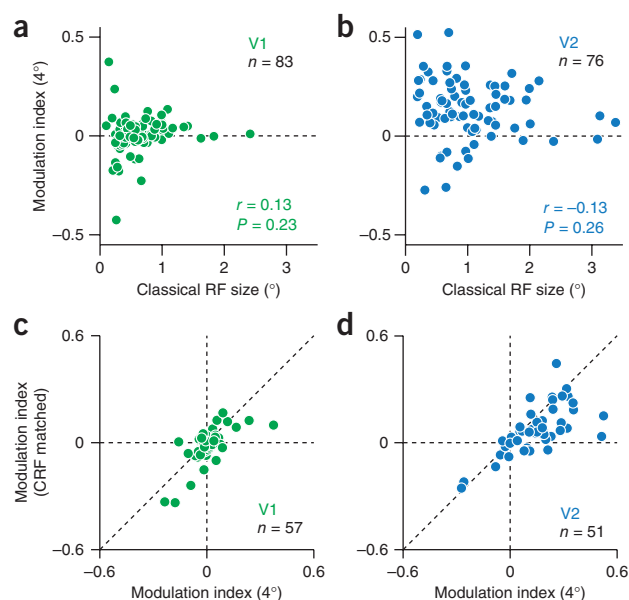 a
V1
n = 83
Modulation index (4°)
0.5
0
–0.5
r = 0.13
P = 0.23
0 1 2 3
Classical RF size (°)
b
V2
n = 76
0.5
0
–0.5
r = –0.13
P = 0.26
0 1 2 3
Classical RF size (°)
c
Modulation index
(CRF matched)
0.6
0
–0.6
V1
n = 57
–0.6 0 0.6
Modulation index (4°)
d
0.6
0
–0.6
V2
n = 51
–0.6 0 0.6
Modulation index (4°)